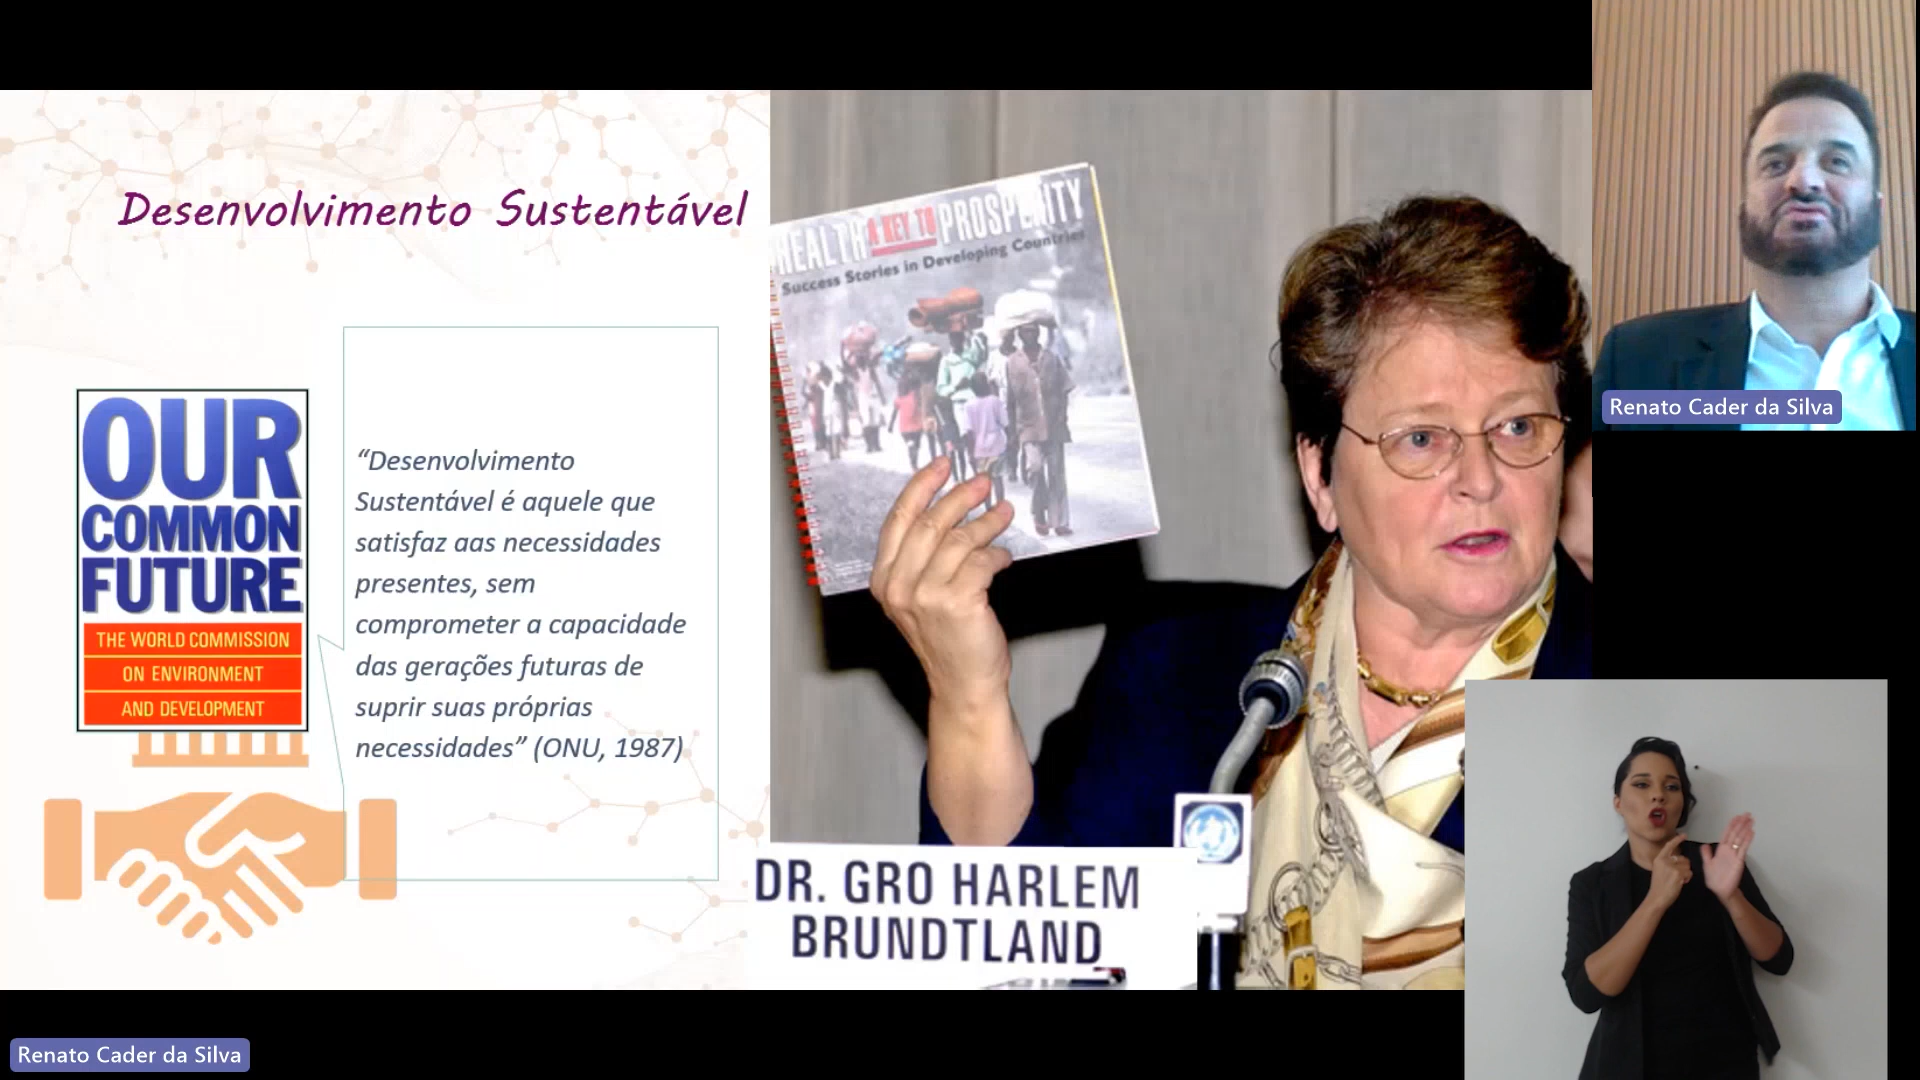 Desenvolvimento Sustentável
OUR
COMMON
FUTURE
THE WORLD COMMISSION
ON ENVIRONMENT
AND DEVELOPMENT
“Desenvolvimento
Sustentável é aquele que
satisfaz aas necessidades
presentes, sem
comprometer a capacidade
das gerações futuras de
suprir suas próprias
necessidades” (ONU, 1987)
HEALTH A KEY TO PROSPERITY
Success Stories in Developing Countries
DR. GRO HARLEM
BRUNDTLAND
Renato Cader da Silva
Renato Cader da Silva